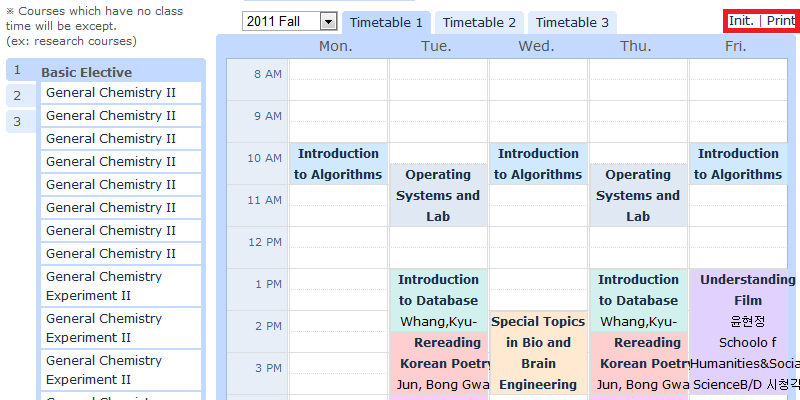 ※ Courses which have no class
time will be except.
(ex: research courses)
2011 Fall
Timetable 1
Timetable 2
Timetable 3
Init. | Print
1
2
3
Basic Elective
General Chemistry II
General Chemistry II
General Chemistry II
General Chemistry II
General Chemistry II
General Chemistry II
General Chemistry II
General Chemistry II
General Chemistry II
General Chemistry
Experiment II
General Chemistry
Experiment II
General Chemistry
Experiment II
Mon.
Tue.
Wed.
Thu.
Fri.
8 AM
9 AM
10 AM
11 AM
12 PM
1 PM
2 PM
3 PM
Introduction
to Algorithms
Operating
Systems and
Lab
Introduction
to Database
Whang,Kyu-
Rereading
Korean Poetry
Jun, Bong Gwa
Introduction
to Algorithms
Special Topics
in Bio and
Brain
Engineering
Operating
Systems and
Lab
Introduction
to Database
Whang,Kyu-
Rereading
Korean Poetry
Jun, Bong Gwa
Introduction
to Algorithms
Understanding
Film
윤현정
Schoolo f
Humanities&Socia
ScienceB/D 시청각